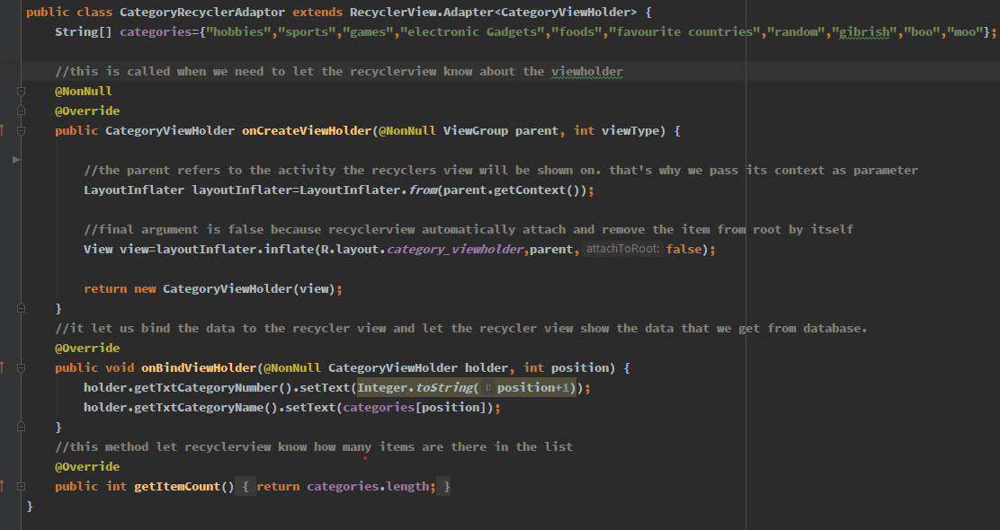 public class CategoryRecyclerAdaptor extends RecyclerView.Adapter<CategoryViewHolder> {
String[] categories={"hobbies","sports","games","electronic Gadgets","foods","favourite countries","random","gibrish","boo","moo"};
//this is called when we need to let the recyclerview know about the viewholder
@NonNull
@Override
public CategoryViewHolder onCreateViewHolder(@NonNull ViewGroup parent, int viewType) {
//the parent refers to the activity the recyclers view will be shown on. that's why we pass its context as parameter
LayoutInflater layoutInflater=LayoutInflater.from(parent.getContext());
//final argument is false because recyclerview automatically attach and remove the item from root by itself
View view=layoutInflater.inflate(R.layout.category_viewholder,parent, attachToRoot: false);
return new CategoryViewHolder(view);
}
//it let us bind the data to the recycler view and let the recycler view show the data that we get from database.
@Override
public void onBindViewHolder(@NonNull CategoryViewHolder holder, int position) {
holder.getTxtCategoryNumber().setText(Integer.toString( i: position+1));
holder.getTxtCategoryName().setText(categories[position]);
}
//this method let recyclerview know how many items are there in the list
@Override
public int getItemCount() { return categories.length; }
}